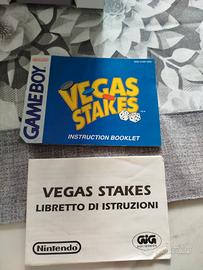 GAME BOY
VEGAS
STAKES
INSTRUCTION BOOKLET
VEGAS STAKES
LIBRETTO DI ISTRUZIONI
Nintendo
GiG